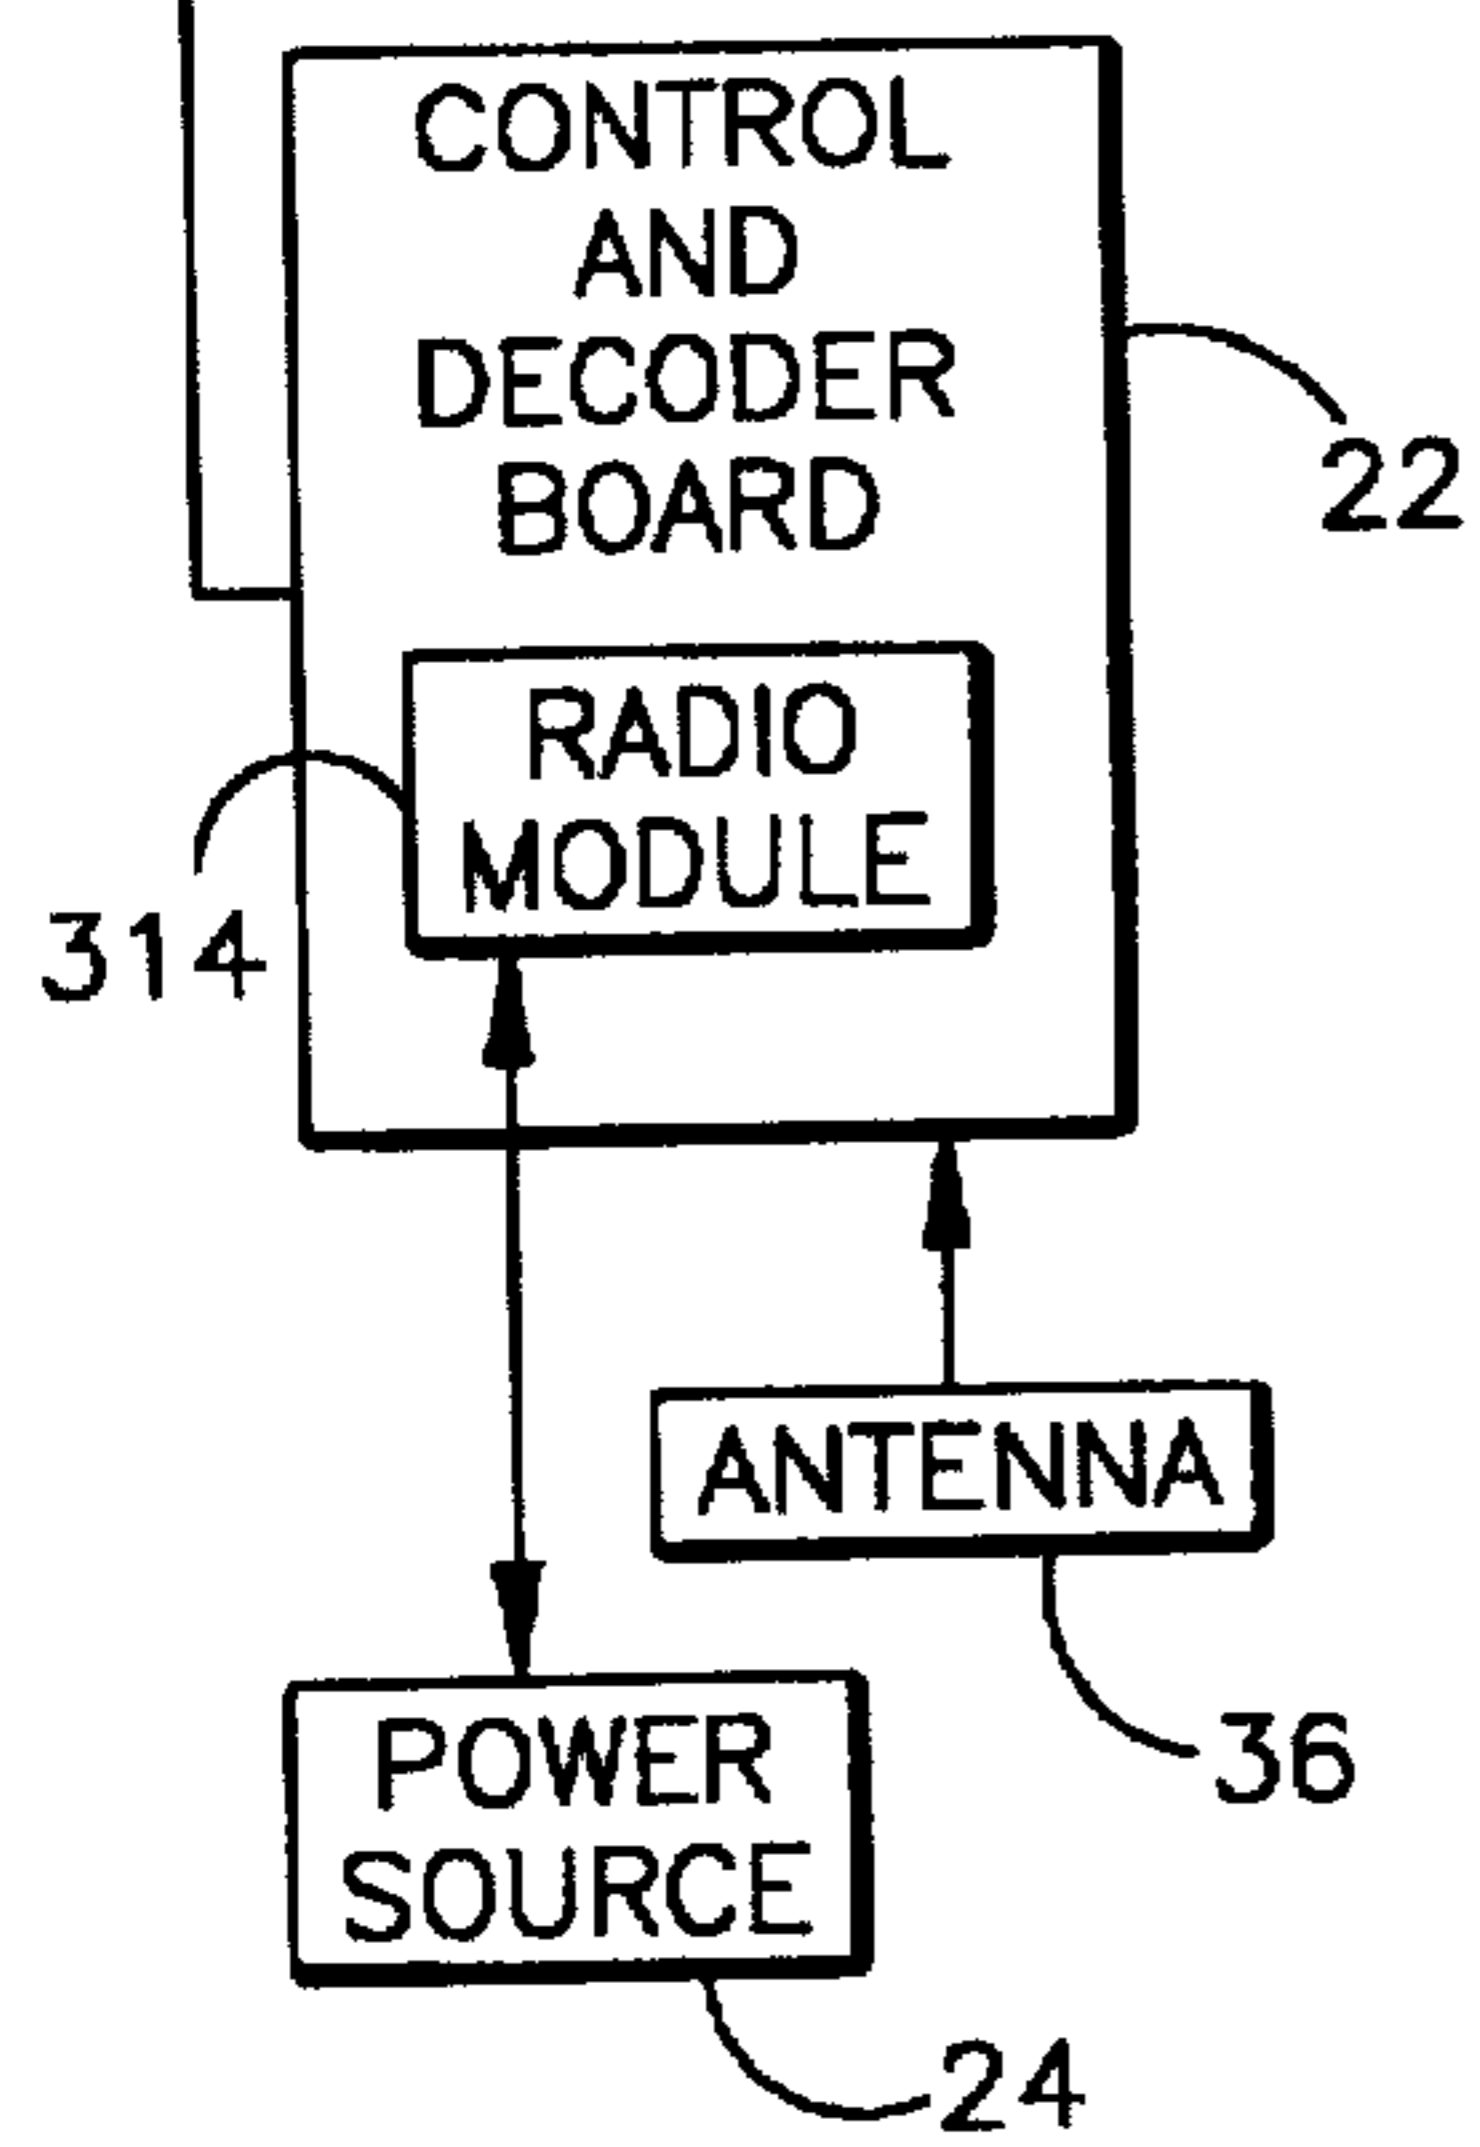 CONTROL
AND
DECODER
BOARD
22
RADIO
MODULE
314
ANTENNA
36
POWER
SOURCE
24